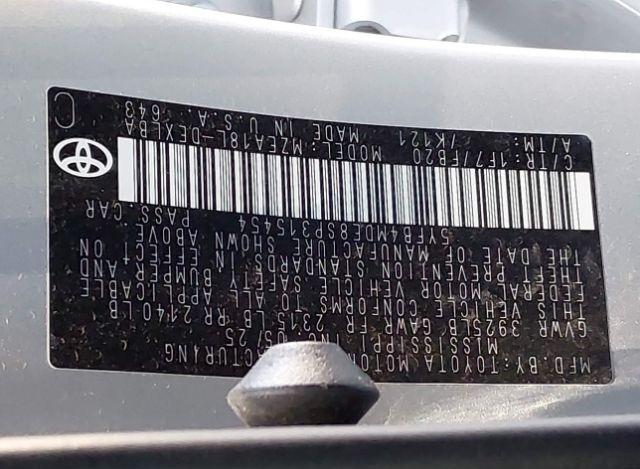 MFD.BY: TOYOTA MOTOR
MISSISSIPPI, INC. 05/25
GVWR 3925LB GAWR FR 2315LB RR 2140LB
THIS VEHICLE CONFORMS TO ALL APPLICABLE
FEDERAL MOTOR VEHICLE SAFETY, BUMPER AND
THEFT PREVENTION STANDARDS IN EFFECT ON
THE DATE OF MANUFACTURE SHOWN ABOVE.
5YFB4MDE8SP315454 PASS.CAR
C/TR: 1F7/FB20 MODEL: MZEA18L-DEXLBA
A/TM: /K121 MADE IN U.S.A. 643
C